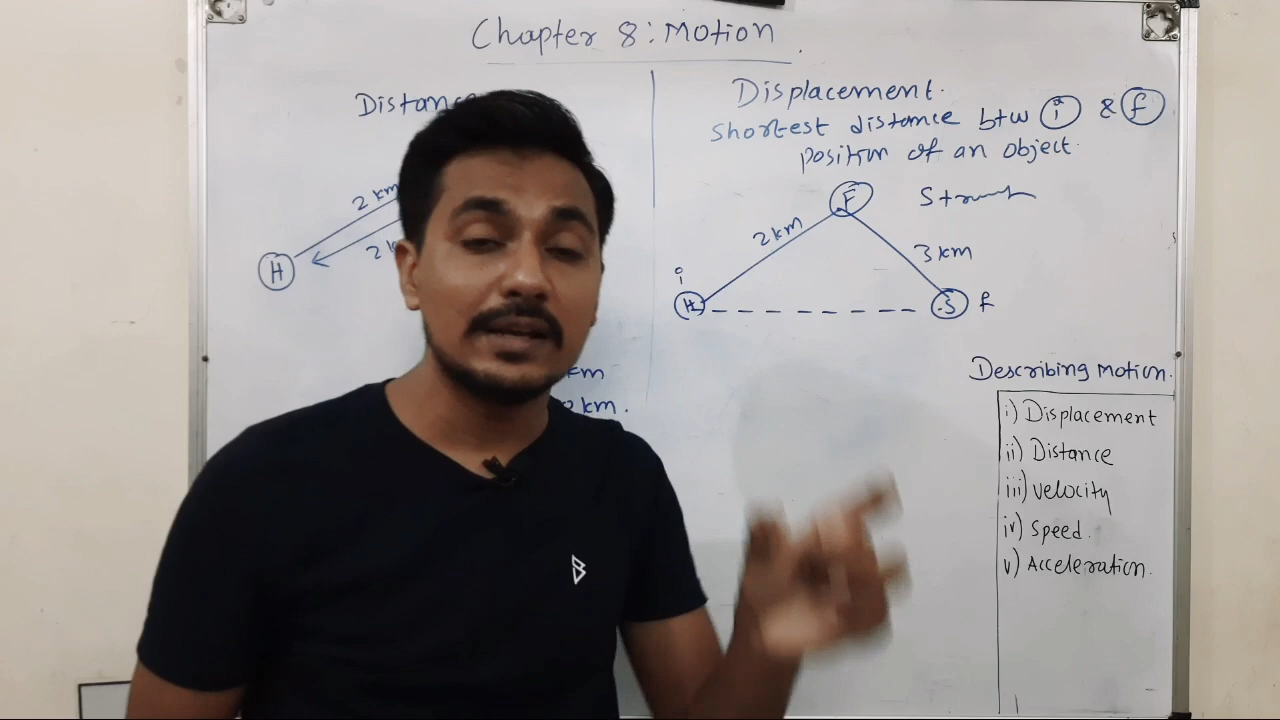 Chapter 8: Motion
Distance
2 km
2 k
H
km
km.
Displacement.
shortest distance btw i & f
position of an object.
F
2 km
3 km
i
H
S
f
Describing Motion.
i) Displacement
ii) Distance
iii) Velocity
iv) Speed.
v) Acceleration.